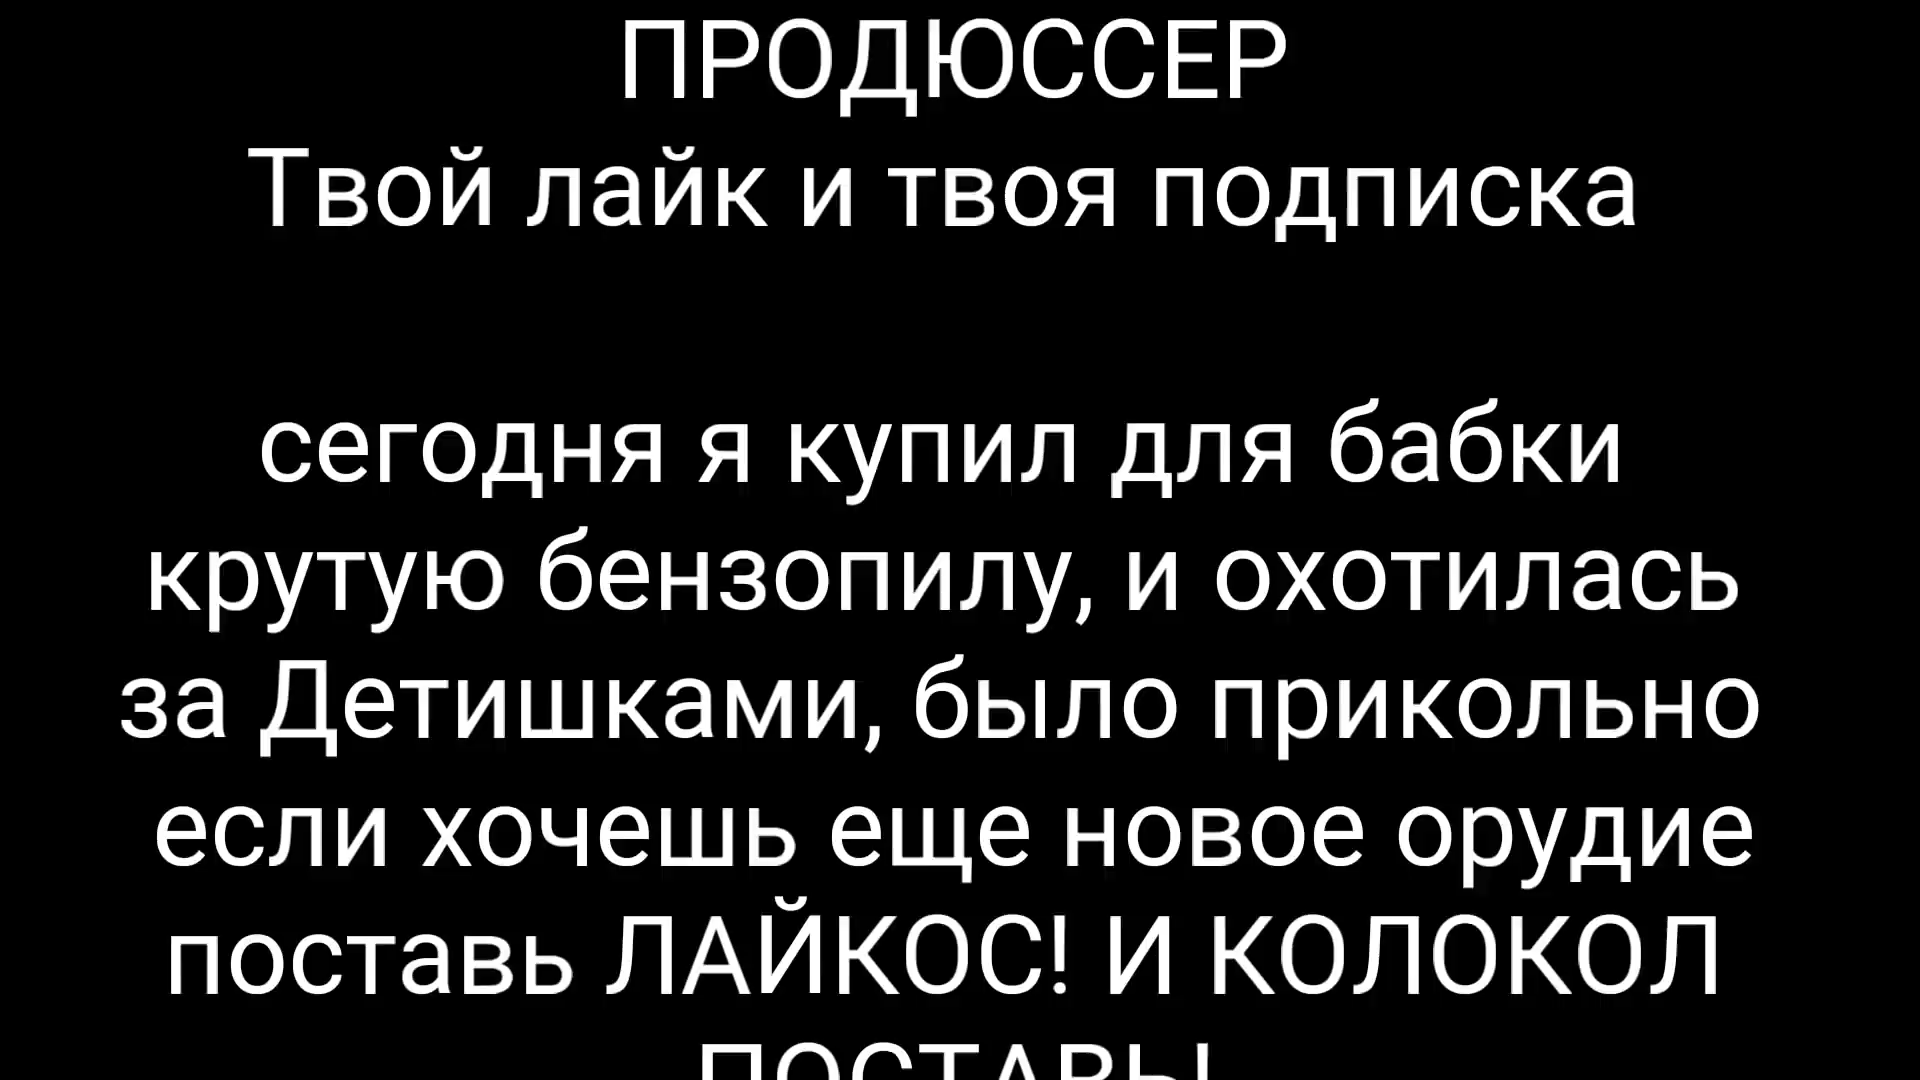 ПРОДЮССЕР
Твой лайк и твоя подписка
сегодня я купил для бабки
крутую бензопилу, и охотилась
за Детишками, было прикольно
если хочешь еще новое орудие
поставь ЛАЙКОС! И КОЛОКОЛ
ПОСТАВЬ!